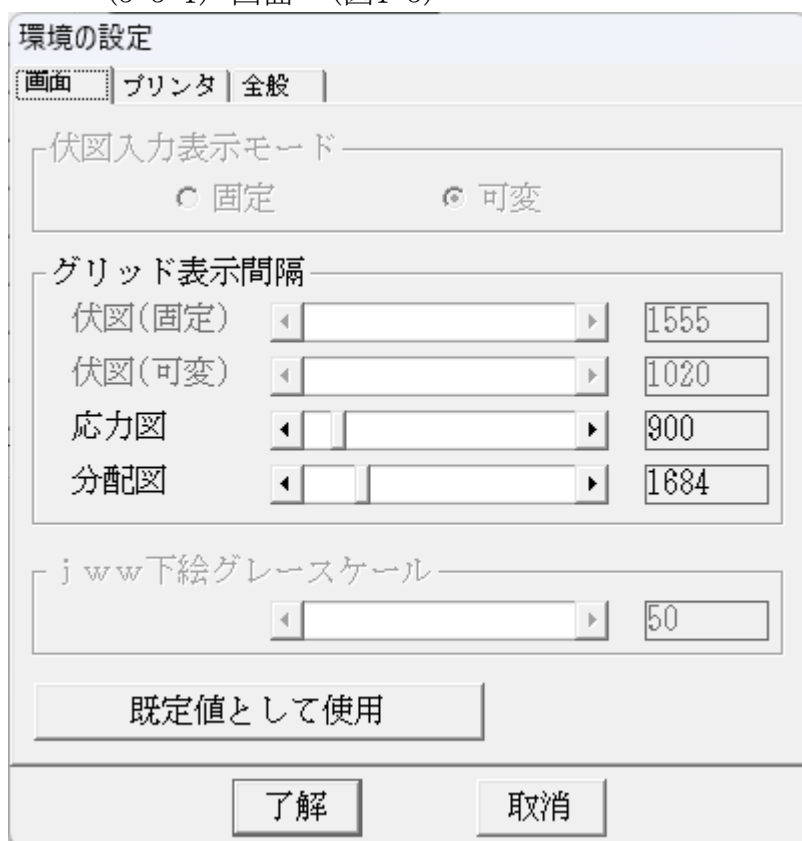 環境の設定
画面 プリンタ 全般
伏図入力表示モード
固定 可変
グリッド表示間隔
伏図(固定) 1555
伏図(可変) 1020
応力図 900
分配図 1684
jww下絵グレースケール
50
既定値として使用
了解 取消